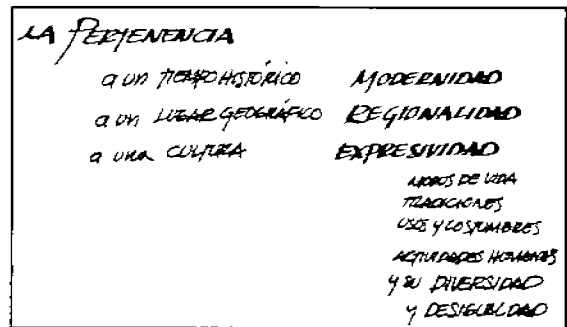 LA PERTENENCIA
a un TIEMPO HISTÓRICO MODERNIDAD
a un LUGAR GEOGRÁFICO REGIONALIDAD
a una CULTURA EXPRESIVIDAD
MODOS DE VIDA
TRADICIONES
USOS Y COSTUMBRES
ACTIVIDADES HUMANAS
Y SU DIVERSIDAD
Y DESIGUALDAD